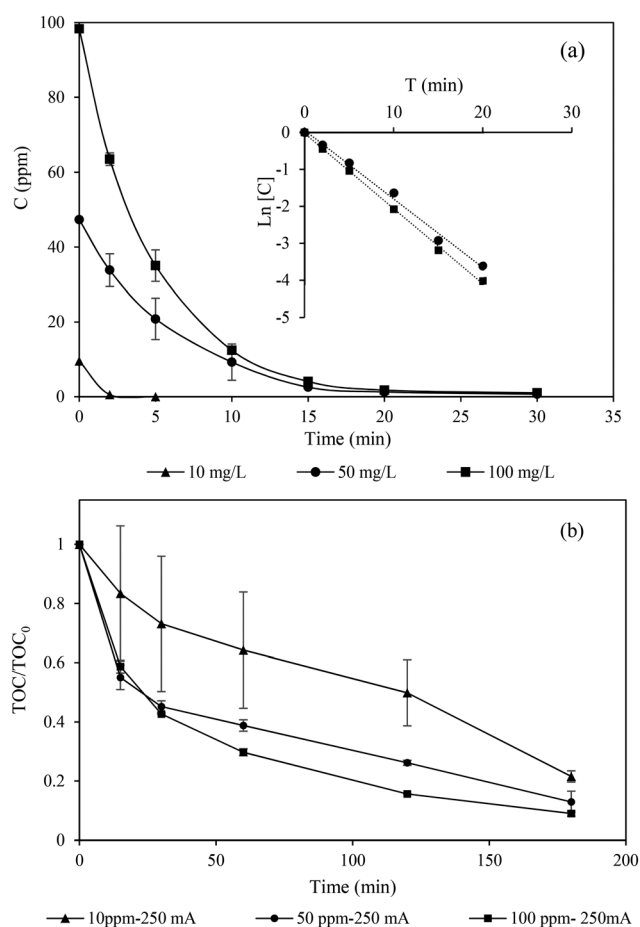 (a)
T (min)
0 10 20 30
0
-1
-2
-3
-4
-5
Ln [C]
100
80
60
40
20
0
C (ppm)
0 5 10 15 20 25 30 35
Time (min)
10 mg/L 50 mg/L 100 mg/L
(b)
1
0.8
0.6
0.4
0.2
0
TOC/TOC₀
0 50 100 150 200
Time (min)
10ppm-250 mA 50 ppm-250 mA 100 ppm- 250mA